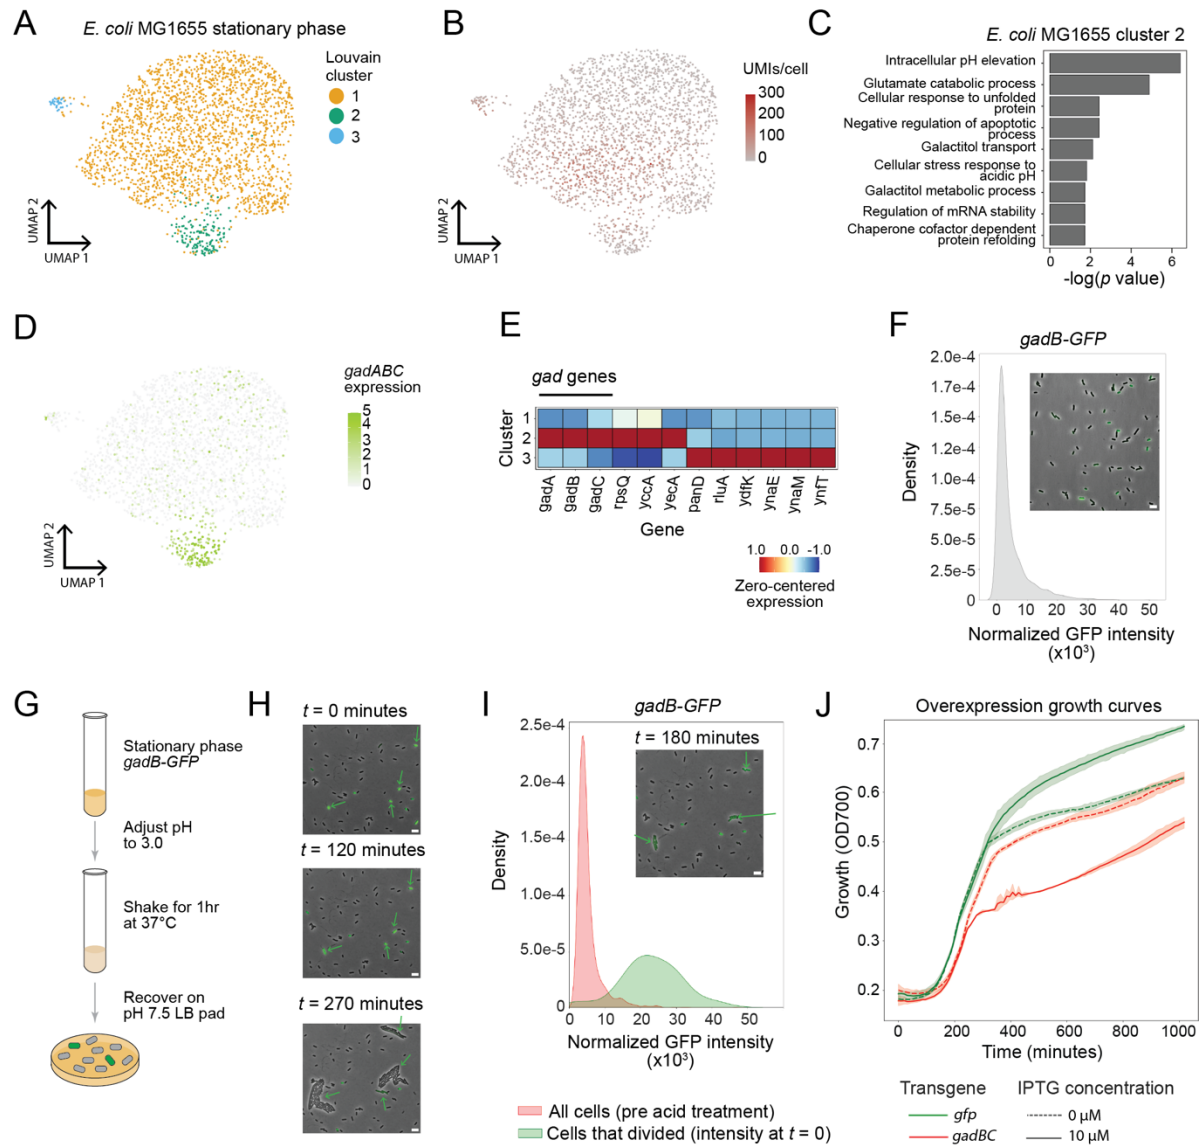 A
E. coli MG1655 stationary phase
Louvain
cluster
1
2
3
UMAP 2
UMAP 1
B
UMIs/cell
300
200
100
0
UMAP 2
UMAP 1
C
E. coli MG1655 cluster 2
Intracellular pH elevation
Glutamate catabolic process
Cellular response to unfolded
protein
Negative regulation of apoptotic
process
Galactitol transport
Cellular stress response to
acidic pH
Galactitol metabolic process
Regulation of mRNA stability
Chaperone cofactor dependent
protein refolding
0 2 4 6
-log(p value)
D
gadABC
expression
5
4
3
2
1
0
UMAP 2
UMAP 1
E
gad genes
Cluster
1
2
3
gadA gadB gadC rpsQ yccA yecA panD rluA ydfK ynaE ynaM ynfT
Gene
1.0 0.0 -1.0
Zero-centered
expression
F
gadB-GFP
Density
2.0e-4
1.7e-4
1.5e-4
1.2e-4
1.0e-4
7.5e-5
5.0e-5
2.5e-5
0
0 10 20 30 40 50
Normalized GFP intensity
(x10³)
G
Stationary phase
gadB-GFP
Adjust pH
to 3.0
Shake for 1hr
at 37°C
Recover on
pH 7.5 LB pad
H
t = 0 minutes
t = 120 minutes
t = 270 minutes
I
gadB-GFP
t = 180 minutes
Density
2.5e-4
2.0e-4
1.5e-4
1.0e-4
5.0e-5
0
0 10 20 30 40 50
Normalized GFP intensity
(x10³)
All cells (pre acid treatment)
Cells that divided (intensity at t = 0)
J
Overexpression growth curves
Growth (OD700)
0.7
0.6
0.5
0.4
0.3
0.2
0 200 400 600 800 1000
Time (minutes)
Transgene IPTG concentration
gfp 0 µM
gadBC 10 µM